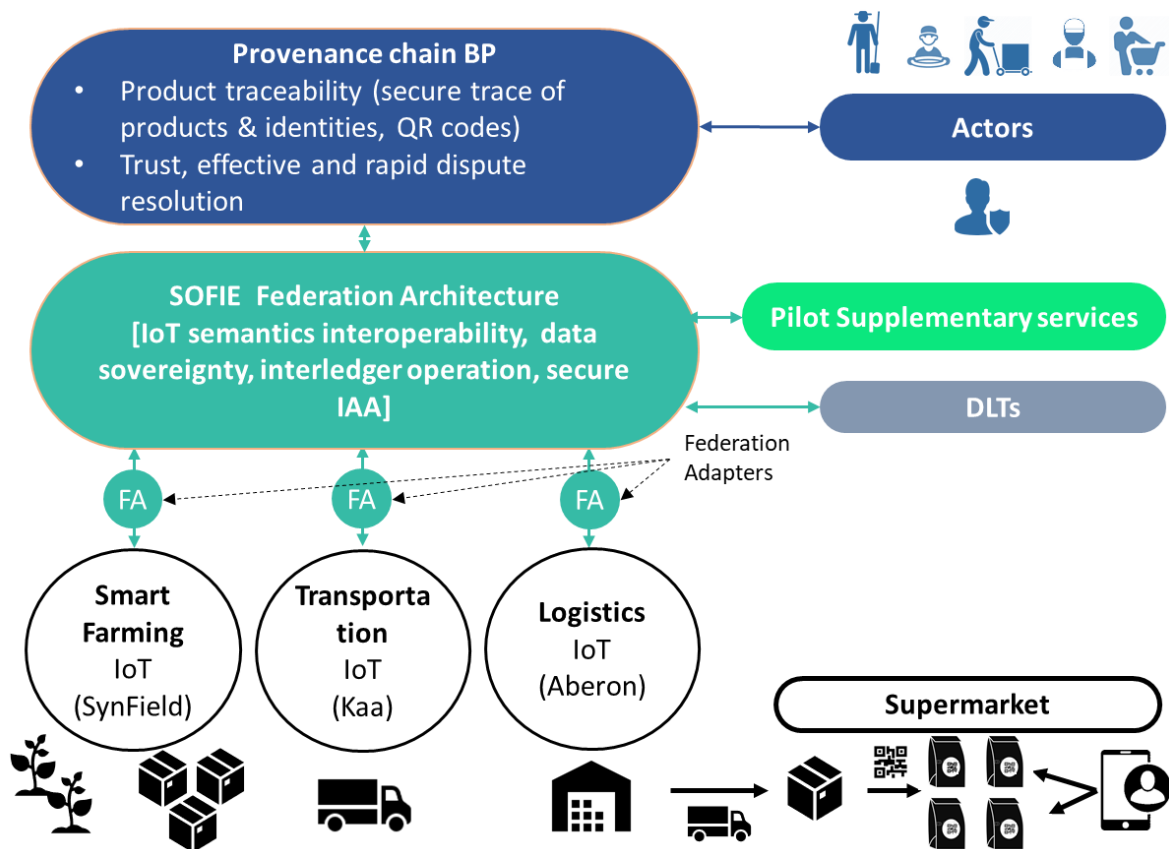 Provenance chain BP
• Product traceability (secure trace of
products & identities, QR codes)
• Trust, effective and rapid dispute
resolution
Actors
SOFIE Federation Architecture
[IoT semantics interoperability, data
sovereignty, interledger operation, secure
IAA]
Pilot Supplementary services
DLTs
Federation
Adapters
FA
FA
FA
Smart
Farming
IoT
(SynField)
Transporta
tion
IoT
(Kaa)
Logistics
IoT
(Aberon)
Supermarket